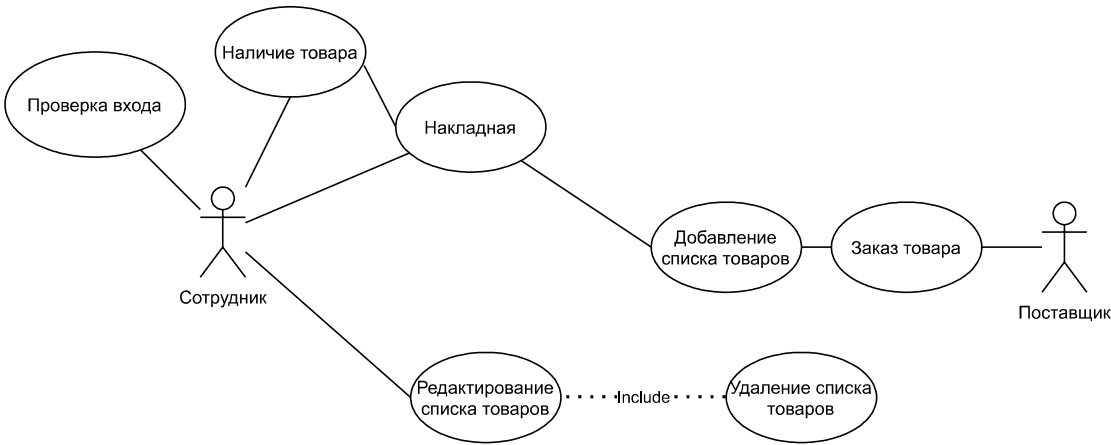 Наличие товара
Проверка входа
Накладная
Добавление
списка товаров
Заказ товара
Сотрудник
Поставщик
Редактирование
списка товаров
Include
Удаление списка
товаров